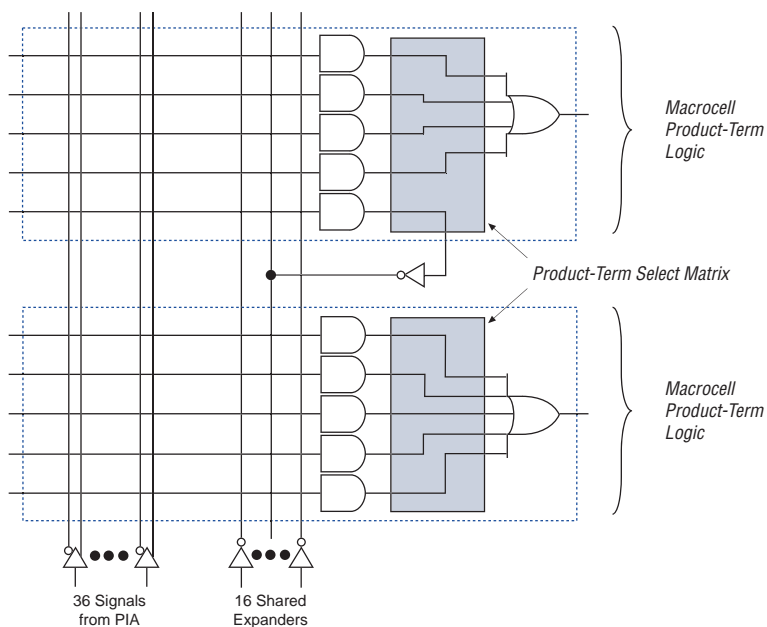 Macrocell
Product-Term
Logic
Product-Term Select Matrix
Macrocell
Product-Term
Logic
36 Signals
from PIA
16 Shared
Expanders